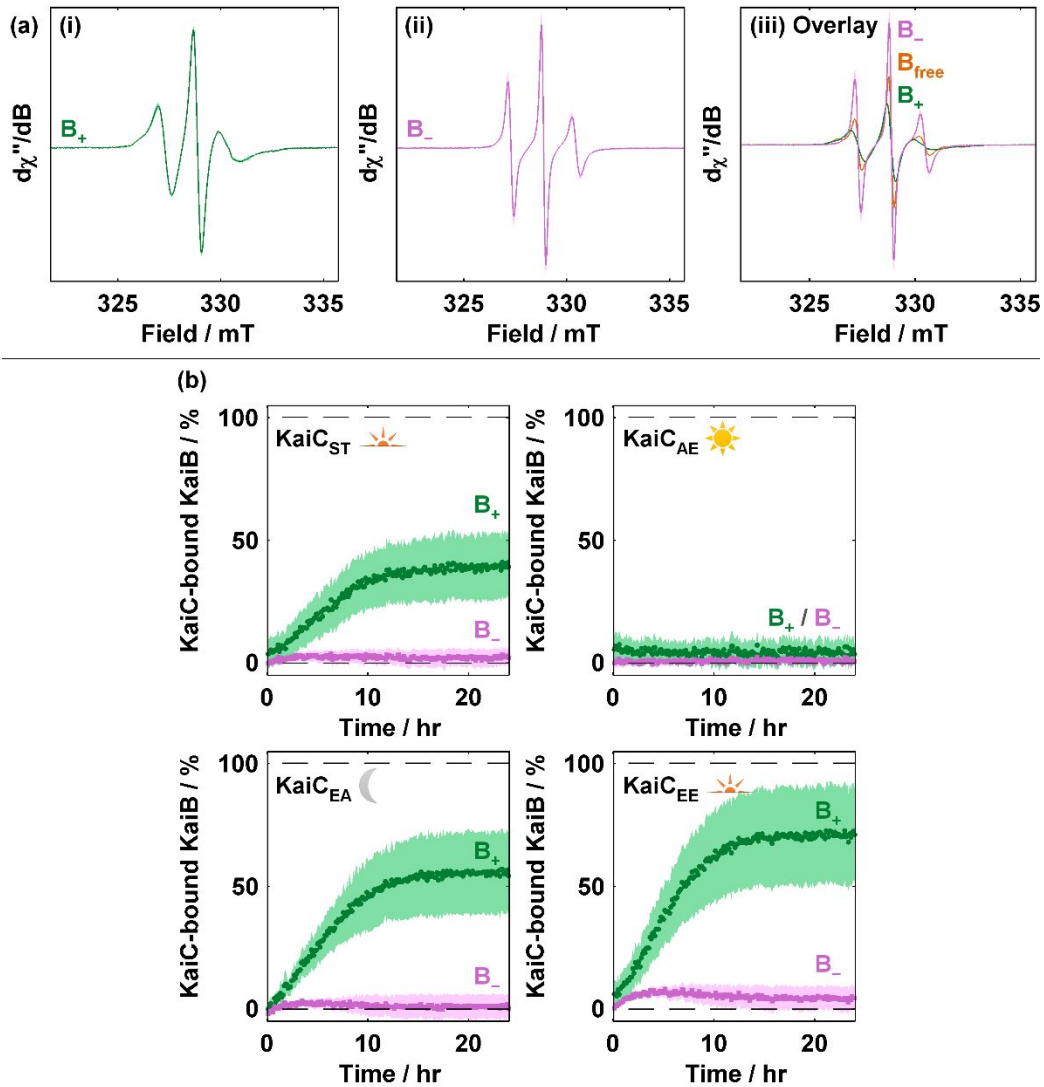 (a) (i)
B+
dχ"/dB
325 330 335
Field / mT
(ii)
B−
dχ"/dB
325 330 335
Field / mT
(iii) Overlay
B−
Bfree
B+
dχ"/dB
325 330 335
Field / mT
(b)
KaiC-bound KaiB / %
100
50
0
KaiCST
B+
B−
0 10 20
Time / hr
KaiC-bound KaiB / %
100
50
0
KaiCAE
B+ / B−
0 10 20
Time / hr
KaiC-bound KaiB / %
100
50
0
KaiCEA
B+
B−
0 10 20
Time / hr
KaiC-bound KaiB / %
100
50
0
KaiCEE
B+
B−
0 10 20
Time / hr